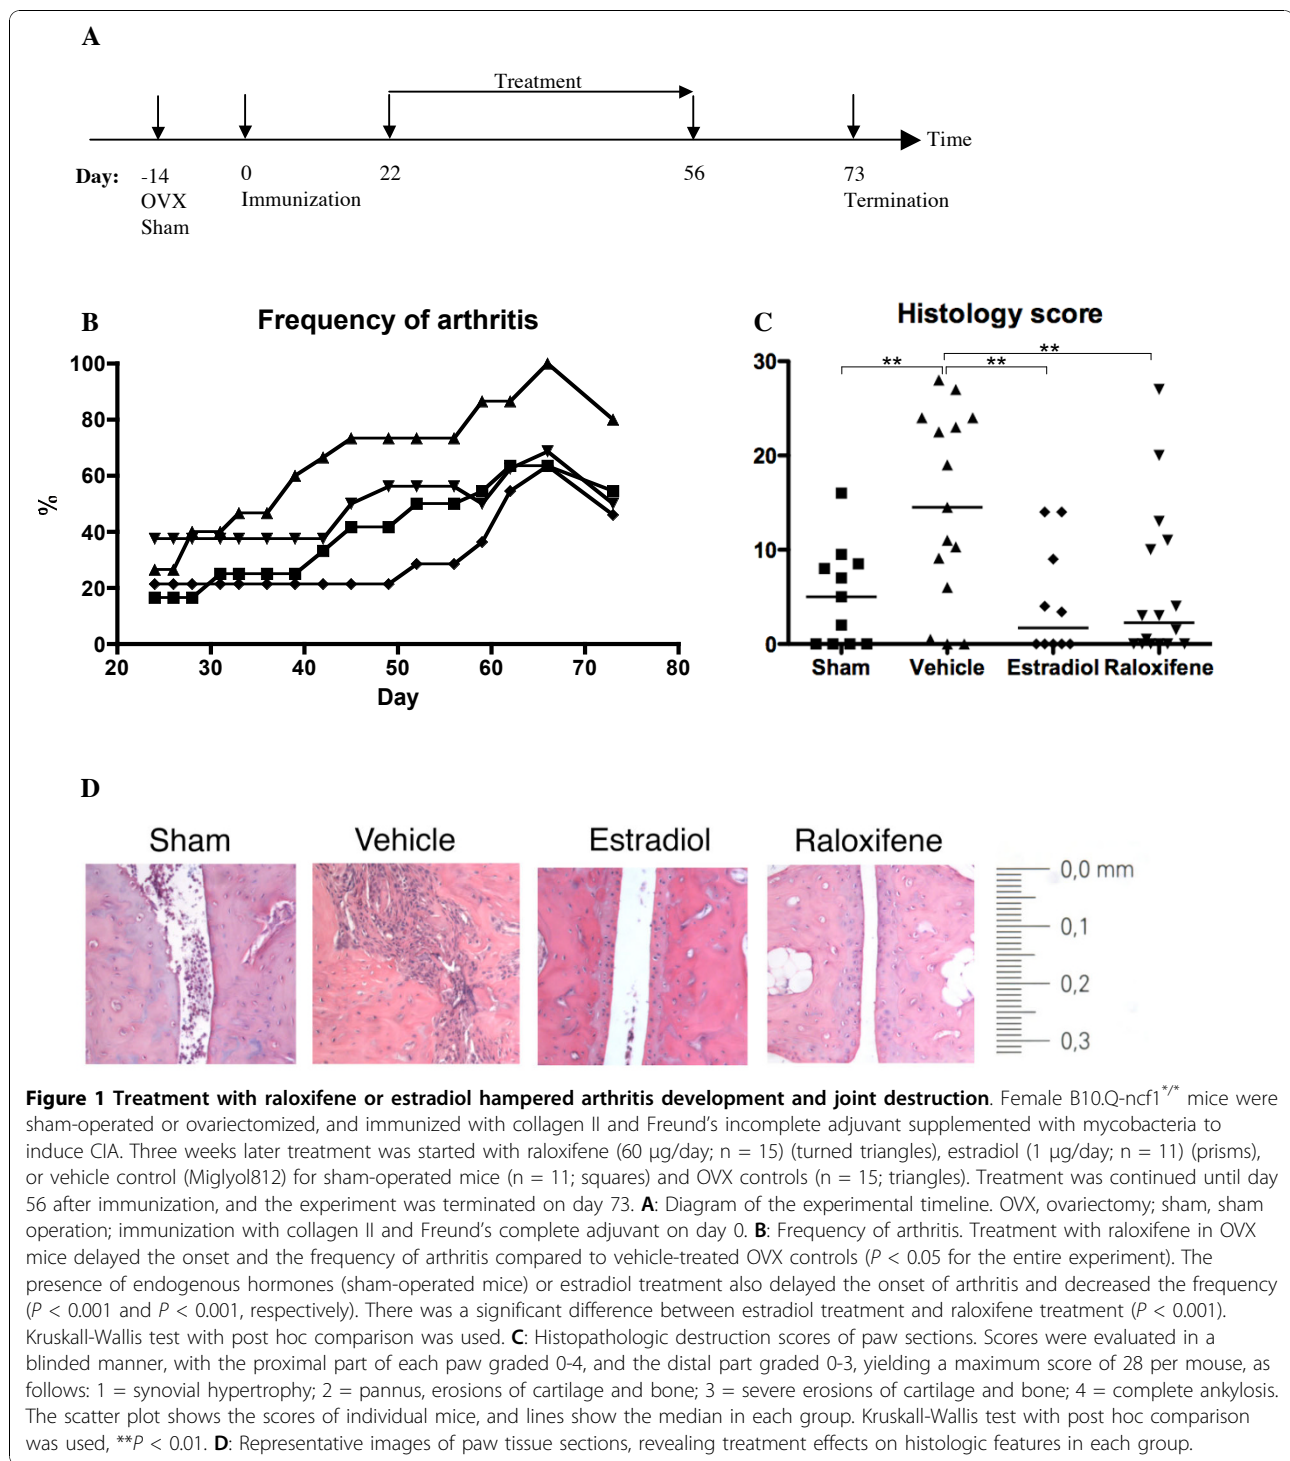 A
Treatment
Time
Day: -14 0 22 56 73
OVX Immunization Termination
Sham
B Frequency of arthritis
100
80
60
40
20
0
%
20 30 40 50 60 70 80
Day
C Histology score
** ** **
30
20
10
0
Sham Vehicle Estradiol Raloxifene
D
Sham Vehicle Estradiol Raloxifene
0,0 mm
0,1
0,2
0,3
Figure 1 Treatment with raloxifene or estradiol hampered arthritis development and joint destruction. Female B10.Q-ncf1*/* mice were
sham-operated or ovariectomized, and immunized with collagen II and Freund's incomplete adjuvant supplemented with mycobacteria to
induce CIA. Three weeks later treatment was started with raloxifene (60 μg/day; n = 15) (turned triangles), estradiol (1 μg/day; n = 11) (prisms),
or vehicle control (Miglyol812) for sham-operated mice (n = 11; squares) and OVX controls (n = 15; triangles). Treatment was continued until day
56 after immunization, and the experiment was terminated on day 73. A: Diagram of the experimental timeline. OVX, ovariectomy; sham, sham
operation; immunization with collagen II and Freund's complete adjuvant on day 0. B: Frequency of arthritis. Treatment with raloxifene in OVX
mice delayed the onset and the frequency of arthritis compared to vehicle-treated OVX controls (P < 0.05 for the entire experiment). The
presence of endogenous hormones (sham-operated mice) or estradiol treatment also delayed the onset of arthritis and decreased the frequency
(P < 0.001 and P < 0.001, respectively). There was a significant difference between estradiol treatment and raloxifene treatment (P < 0.001).
Kruskall-Wallis test with post hoc comparison was used. C: Histopathologic destruction scores of paw sections. Scores were evaluated in a
blinded manner, with the proximal part of each paw graded 0-4, and the distal part graded 0-3, yielding a maximum score of 28 per mouse, as
follows: 1 = synovial hypertrophy; 2 = pannus, erosions of cartilage and bone; 3 = severe erosions of cartilage and bone; 4 = complete ankylosis.
The scatter plot shows the scores of individual mice, and lines show the median in each group. Kruskall-Wallis test with post hoc comparison
was used, **P < 0.01. D: Representative images of paw tissue sections, revealing treatment effects on histologic features in each group.